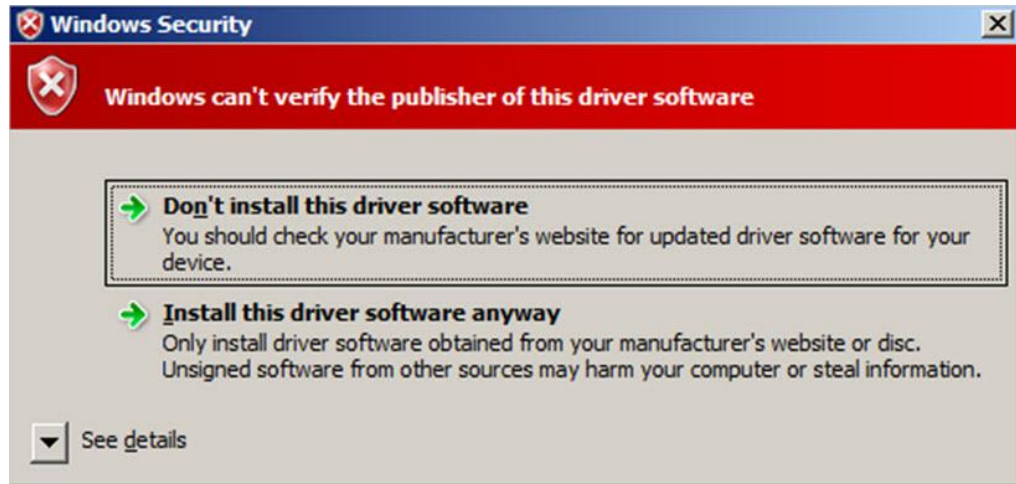 Windows Security
Windows can't verify the publisher of this driver software
Don't install this driver software
You should check your manufacturer's website for updated driver software for your
device.
Install this driver software anyway
Only install driver software obtained from your manufacturer's website or disc.
Unsigned software from other sources may harm your computer or steal information.
See details